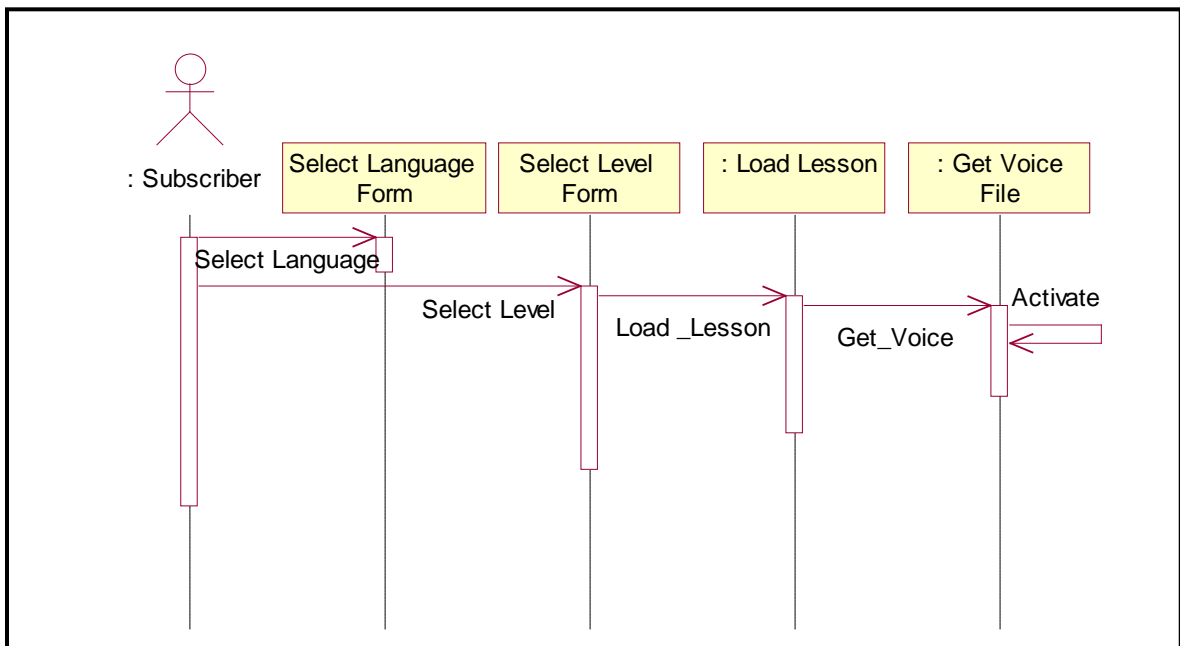 : Subscriber
Select Language
Form
Select Level
Form
: Load Lesson
: Get Voice
File
Select Language
Select Level
Load _Lesson
Get_Voice
Activate